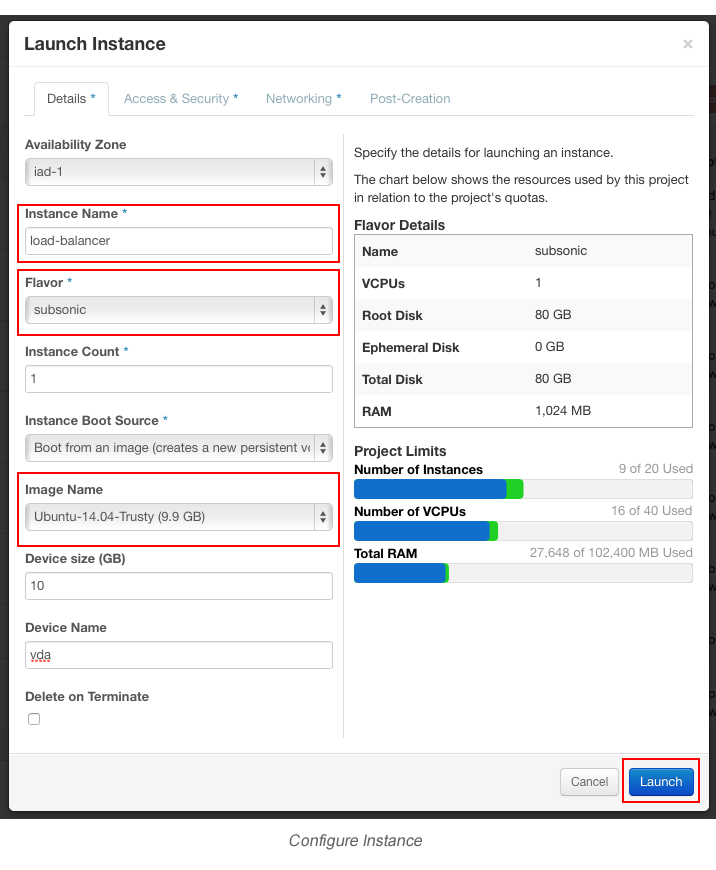 Launch Instance
×
Details *
Access & Security *
Networking *
Post-Creation
Availability Zone
iad-1
Instance Name *
load-balancer
Flavor *
subsonic
Instance Count *
1
Instance Boot Source *
Boot from an image (creates a new persistent
Image Name
Ubuntu-14.04-Trusty (9.9 GB)
Device size (GB)
10
Device Name
vda
Delete on Terminate
Specify the details for launching an instance.
The chart below shows the resources used by this project
in relation to the project's quotas.
Flavor Details
Name subsonic
VCPUs 1
Root Disk 80 GB
Ephemeral Disk 0 GB
Total Disk 80 GB
RAM 1,024 MB
Project Limits
Number of Instances 9 of 20 Used
Number of VCPUs 16 of 40 Used
Total RAM 27,648 of 102,400 MB Used
Cancel
Launch
Configure Instance